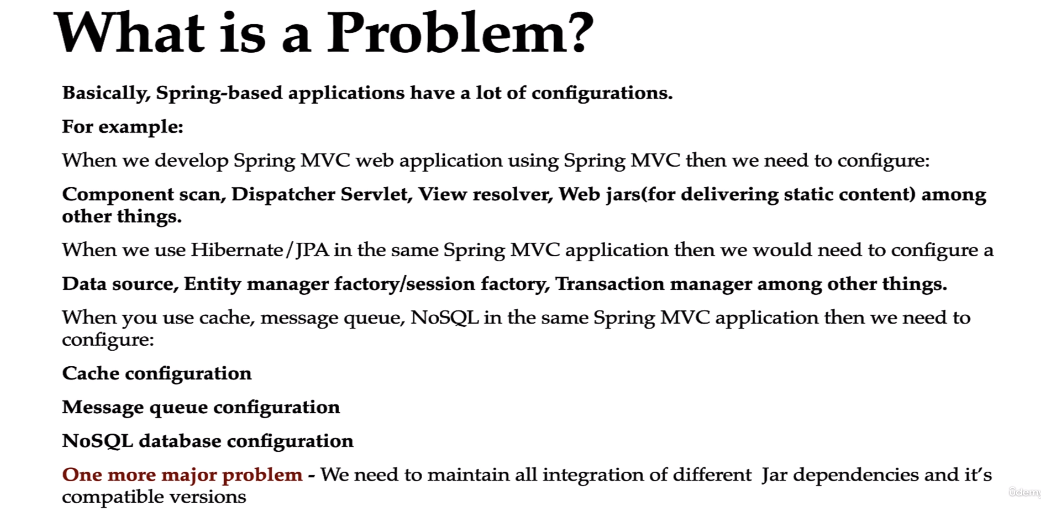 What is a Problem?
Basically, Spring-based applications have a lot of configurations.
For example:
When we develop Spring MVC web application using Spring MVC then we need to configure:
Component scan, Dispatcher Servlet, View resolver, Web jars(for delivering static content) among
other things.
When we use Hibernate/JPA in the same Spring MVC application then we would need to configure a
Data source, Entity manager factory/session factory, Transaction manager among other things.
When you use cache, message queue, NoSQL in the same Spring MVC application then we need to
configure:
Cache configuration
Message queue configuration
NoSQL database configuration
One more major problem - We need to maintain all integration of different Jar dependencies and it's
compatible versions
Udemy